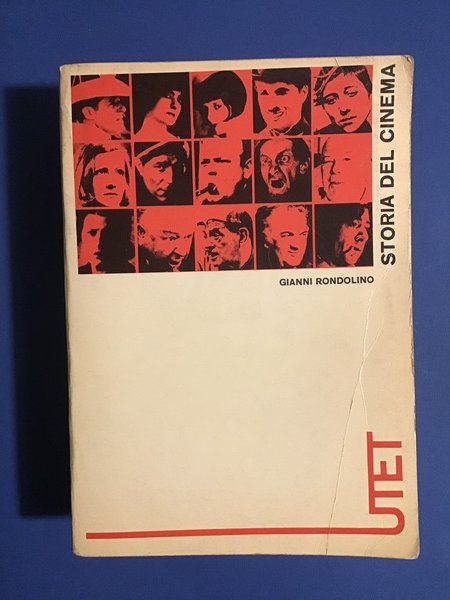 STORIA DEL CINEMA
GIANNI RONDOLINO
UTET